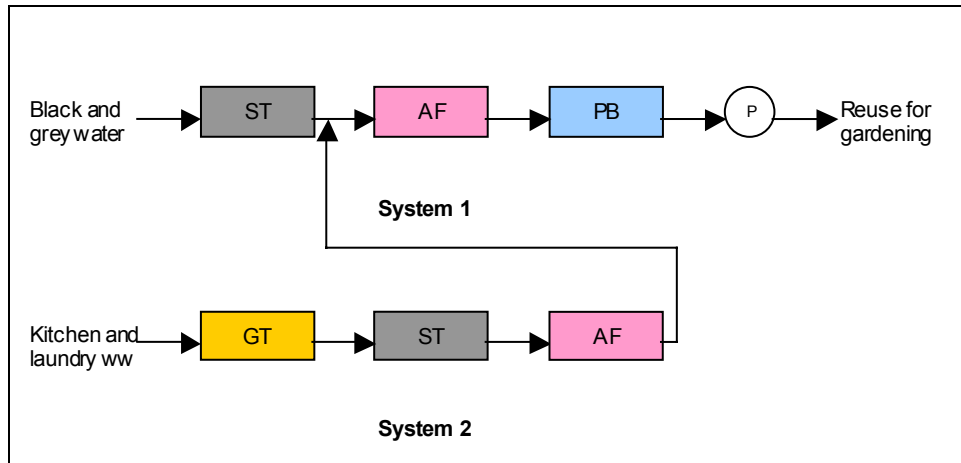 Black and
grey water
ST
AF
PB
P
Reuse for
gardening
System 1
Kitchen and
laundry ww
GT
ST
AF
System 2